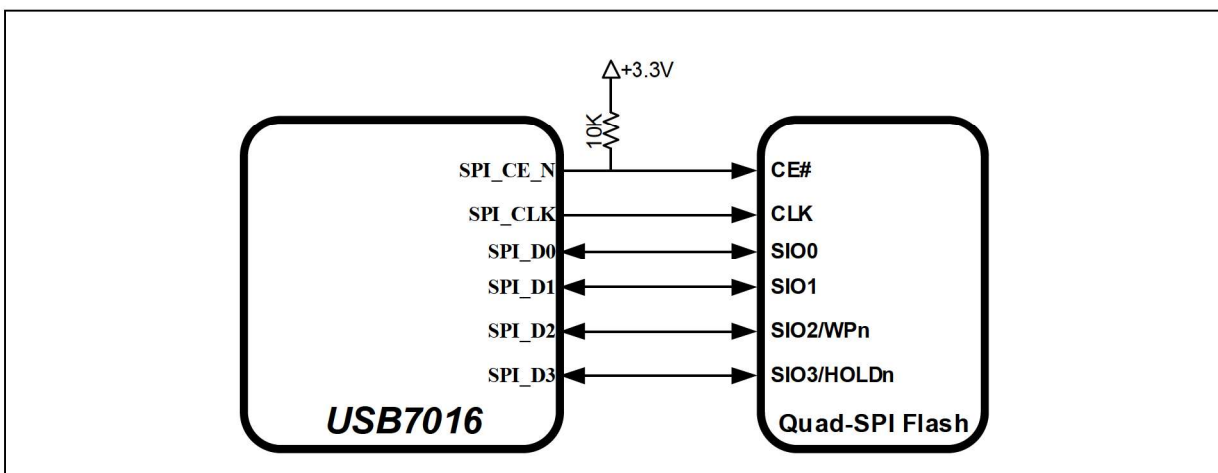 +3.3V
10K
SPI_CE_N
CE#
SPI_CLK
CLK
SPI_D0
SIO0
SPI_D1
SIO1
SPI_D2
SIO2/WPn
SPI_D3
SIO3/HOLDn
USB7016
Quad-SPI Flash